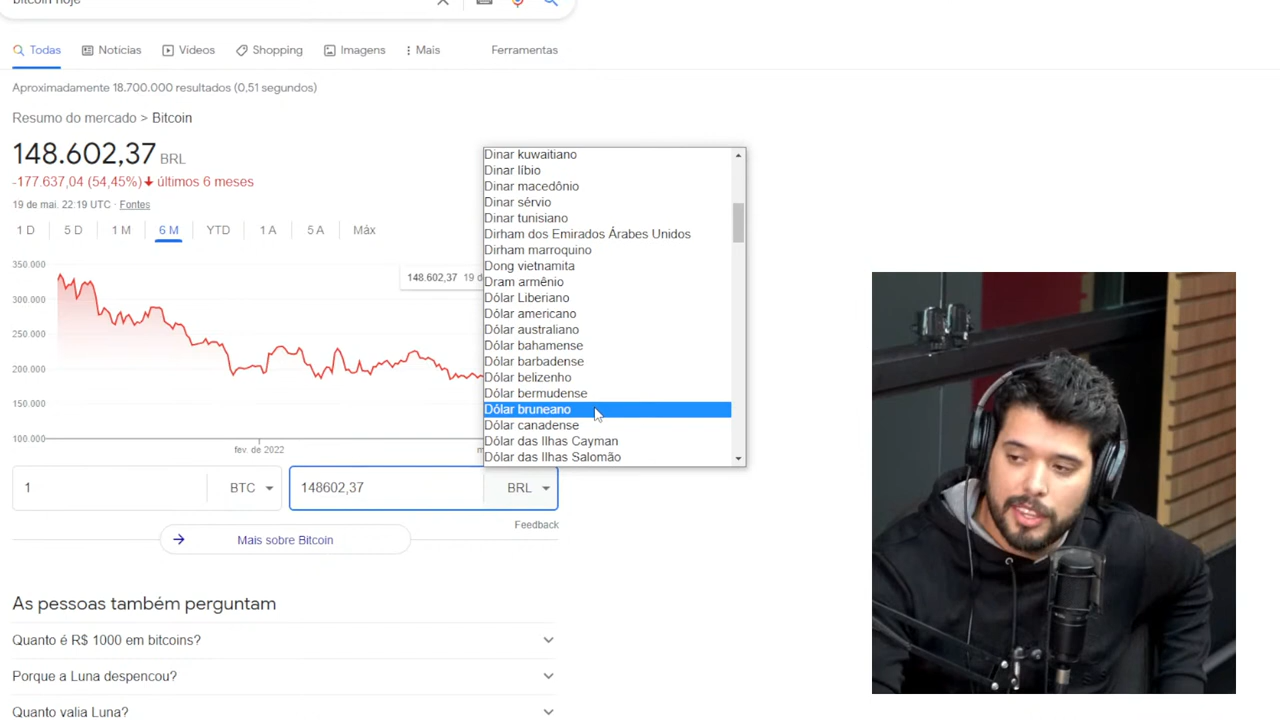 bitcoin hoje
Todas
Notícias
Vídeos
Shopping
Imagens
Mais
Ferramentas
Aproximadamente 18.700.000 resultados (0,51 segundos)
Resumo do mercado > Bitcoin
148.602,37 BRL
-177.637,04 (54,45%) últimos 6 meses
19 de mai. 22:19 UTC · Fontes
1 D
5 D
1 M
6 M
YTD
1 A
5 A
Máx
350.000
300.000
250.000
200.000
150.000
100.000
148.602,37 19 d
fev. de 2022
m
Dinar kuwaitiano
Dinar líbio
Dinar macedônio
Dinar sérvio
Dinar tunisiano
Dirham dos Emirados Árabes Unidos
Dirham marroquino
Dong vietnamita
Dram armênio
Dólar Liberiano
Dólar americano
Dólar australiano
Dólar bahamense
Dólar barbadense
Dólar belizenho
Dólar bermudense
Dólar bruneano
Dólar canadense
Dólar das Ilhas Cayman
Dólar das Ilhas Salomão
1
BTC
148602,37
BRL
Feedback
Mais sobre Bitcoin
As pessoas também perguntam
Quanto é R$ 1000 em bitcoins?
Porque a Luna despencou?
Quanto valia Luna?